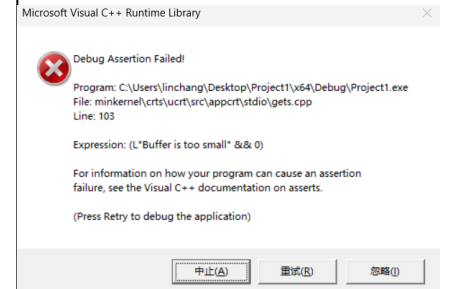 Microsoft Visual C++ Runtime Library
Debug Assertion Failed!
Program: C:\Users\linchang\Desktop\Project1\x64\Debug\Project1.exe
File: minkernel\crts\ucrt\src\appcrt\stdio\gets.cpp
Line: 103
Expression: (L"Buffer is too small" && 0)
For information on how your program can cause an assertion
failure, see the Visual C++ documentation on asserts.
(Press Retry to debug the application)
中止(A) 重试(R) 忽略(I)